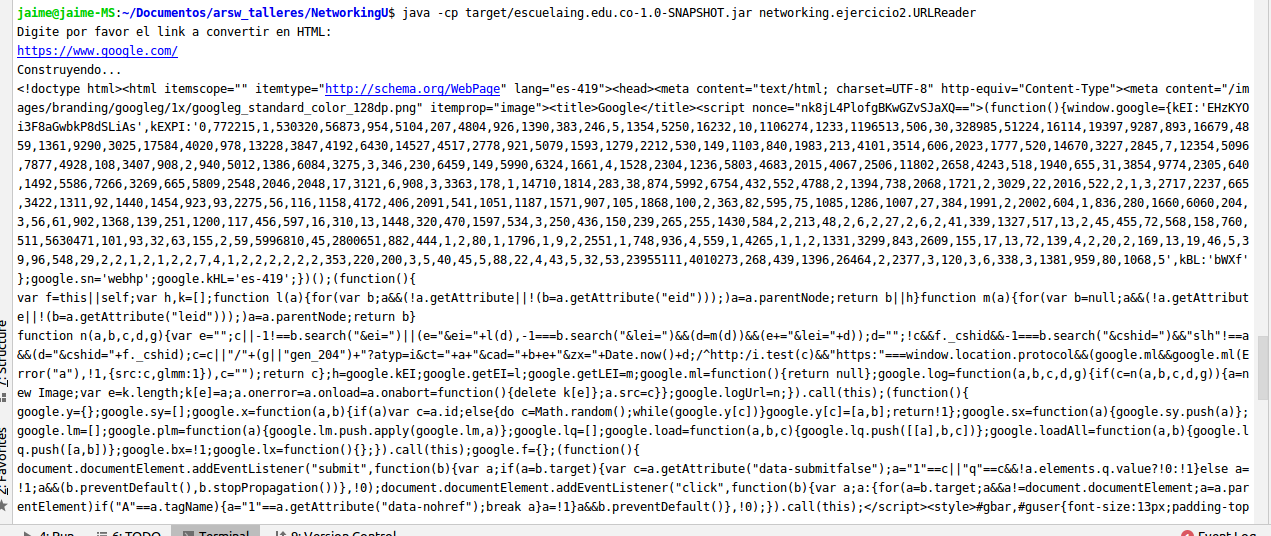 jaime@jaime-MS:~/Documentos/arsw_talleres/NetworkingU$ java -cp target/escuelaing.edu.co-1.0-SNAPSHOT.jar networking.ejercicio2.URLReader
Digite por favor el link a convertir en HTML:
https://www.google.com/
Construyendo...
<!doctype html><html itemscope="" itemtype="http://schema.org/WebPage" lang="es-419"><head><meta content="text/html; charset=UTF-8" http-equiv="Content-Type"><meta content="/im
ages/branding/googleg/1x/googleg_standard_color_128dp.png" itemprop="image"><title>Google</title><script nonce="nk8jL4PlofgBKwGZvSJaXQ==">(function(){window.google={kEI:'EHzKYO
i3F8aGwbkP8dSLiAs',kEXPI:'0,772215,1,530320,56873,954,5104,207,4804,926,1390,383,246,5,1354,5250,16232,10,1106274,1233,1196513,506,30,328985,51224,16114,19397,9287,893,16679,48
59,1361,9290,3025,17584,4020,978,13228,3847,4192,6430,14527,4517,2778,921,5079,1593,1279,2212,530,149,1103,840,1983,213,4101,3514,606,2023,1777,520,14670,3227,2845,7,12354,5096
,7877,4928,108,3407,908,2,940,5012,1386,6084,3275,3,346,230,6459,149,5990,6324,1661,4,1528,2304,1236,5803,4683,2015,4067,2506,11802,2658,4243,518,1940,655,31,3854,9774,2305,640
,1492,5586,7266,3269,665,5809,2548,2046,2048,17,3121,6,908,3,3363,178,1,14710,1814,283,38,874,5992,6754,432,552,4788,2,1394,738,2068,1721,2,3029,22,2016,522,2,1,3,2717,2237,665
,3422,1311,92,1440,1454,923,93,2275,56,116,1158,4172,406,2091,541,1051,1187,1571,907,105,1868,100,2,363,82,595,75,1085,1286,1007,27,384,1991,2,2002,604,1,836,280,1660,6060,204,
3,56,61,902,1368,139,251,1200,117,456,597,16,310,13,1448,320,470,1597,534,3,250,436,150,239,265,255,1430,584,2,213,48,2,6,2,27,2,6,2,41,339,1327,517,13,2,45,455,72,568,158,760,
511,5630471,101,93,32,63,155,2,59,5996810,45,2800651,882,444,1,2,80,1,1796,1,9,2,2551,1,748,936,4,559,1,4265,1,1,2,1331,3299,843,2609,155,17,13,72,139,4,2,20,2,169,13,19,46,5,3
9,96,548,29,2,2,1,2,1,2,2,7,4,1,2,2,2,2,2,2,353,220,200,3,5,40,45,5,88,22,4,43,5,32,53,23955111,4010273,268,439,1396,26464,2,2377,3,120,3,6,338,3,1381,959,80,1068,5',kBL:'bWXf'
};google.sn='webhp';google.kHL='es-419';})();(function(){
var f=this||self;var h,k=[];function l(a){for(var b;a&&(!a.getAttribute||!(b=a.getAttribute("eid")));)a=a.parentNode;return b||h}function m(a){for(var b=null;a&&(!a.getAttribut
e||!(b=a.getAttribute("leid")));)a=a.parentNode;return b}
function n(a,b,c,d,g){var e="";c||-1!==b.search("&ei=")||(e="&ei="+l(d),-1===b.search("&lei=")&&(d=m(d))&&(e+="&lei="+d));d="";!c&&f._cshid&&-1===b.search("&cshid=")&&"slh"!==a
&&(d="&cshid="+f._cshid);c=c||"/"+(g||"gen_204")+"?atyp=i&ct="+a+"&cad="+b+e+"&zx="+Date.now()+d;/^http:/i.test(c)&&"https:"===window.location.protocol&&(google.ml&&google.ml(E
rror("a"),!1,{src:c,glmm:1}),c="");return c};h=google.kEI;google.getEI=l;google.getLEI=m;google.ml=function(){return null};google.log=function(a,b,c,d,g){if(c=n(a,b,c,d,g)){a=n
ew Image;var e=k.length;k[e]=a;a.onerror=a.onload=a.onabort=function(){delete k[e]};a.src=c}};google.logUrl=n;}).call(this);(function(){
google.y={};google.sy=[];google.x=function(a,b){if(a)var c=a.id;else{do c=Math.random();while(google.y[c])}google.y[c]=[a,b];return!1};google.sx=function(a){google.sy.push(a)};
google.lm=[];google.plm=function(a){google.lm.push.apply(google.lm,a)};google.lq=[];google.load=function(a,b,c){google.lq.push([[a],b,c])};google.loadAll=function(a,b){google.l
q.push([a,b])};google.bx=!1;google.lx=function(){};}).call(this);google.f={};(function(){
document.documentElement.addEventListener("submit",function(b){var a;if(a=b.target){var c=a.getAttribute("data-submitfalse");a="1"==c||"q"==c&&!a.elements.q.value?!0:!1}else a=
!1;a&&(b.preventDefault(),b.stopPropagation())},!0);document.documentElement.addEventListener("click",function(b){var a;a:{for(a=b.target;a&&a!=document.documentElement;a=a.par
entElement)if("A"==a.tagName){a="1"==a.getAttribute("data-nohref");break a}a=!1}a&&b.preventDefault()},!0);}).call(this);</script><style>#gbar,#guser{font-size:13px;padding-top
7: Structure
2: Favorites
4: Run 6: TODO Terminal 9: Version Control Event Log